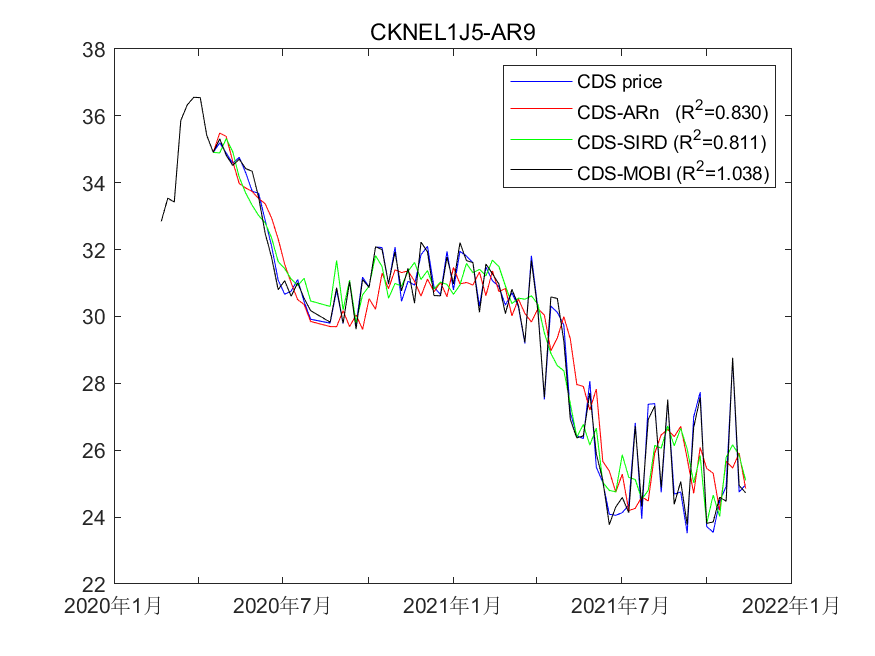 CKNEL1J5-AR9
38
36
34
32
30
28
26
24
22
2020年1月
2020年7月
2021年1月
2021年7月
2022年1月
CDS price
CDS-ARn (R²=0.830)
CDS-SIRD (R²=0.811)
CDS-MOBI (R²=1.038)